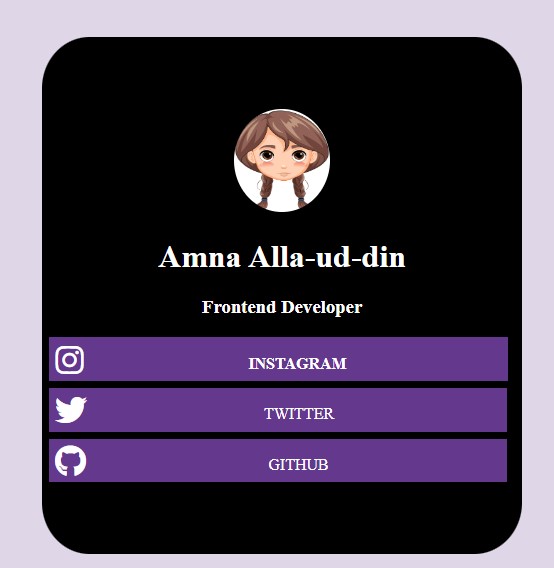 Amna Alla-ud-din
Frontend Developer
INSTAGRAM
TWITTER
GITHUB